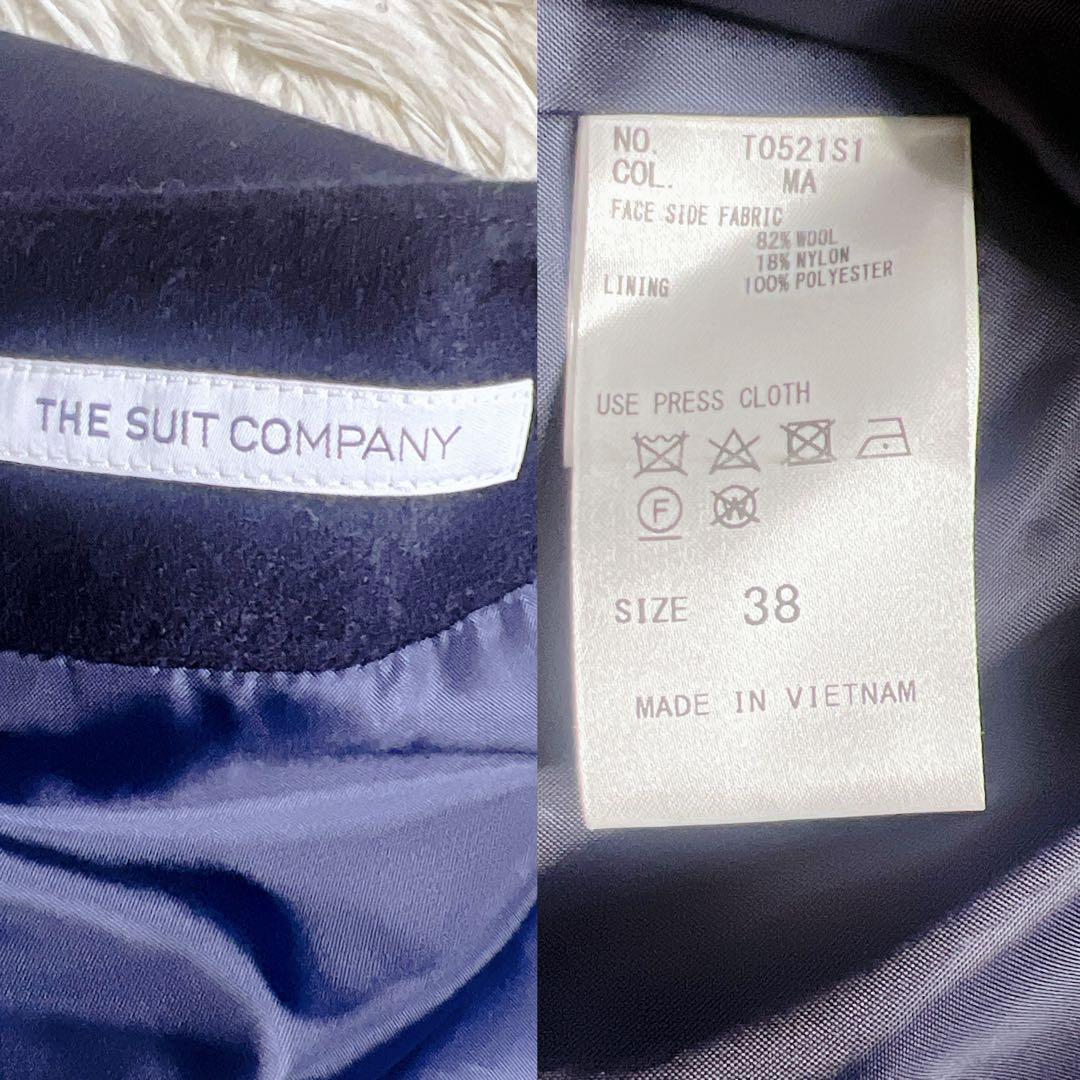 THE SUIT COMPANY
NO. T0521S1
COL. MA
FACE SIDE FABRIC
82% WOOL
18% NYLON
LINING 100% POLYESTER
USE PRESS CLOTH
F W
SIZE 38
MADE IN VIETNAM